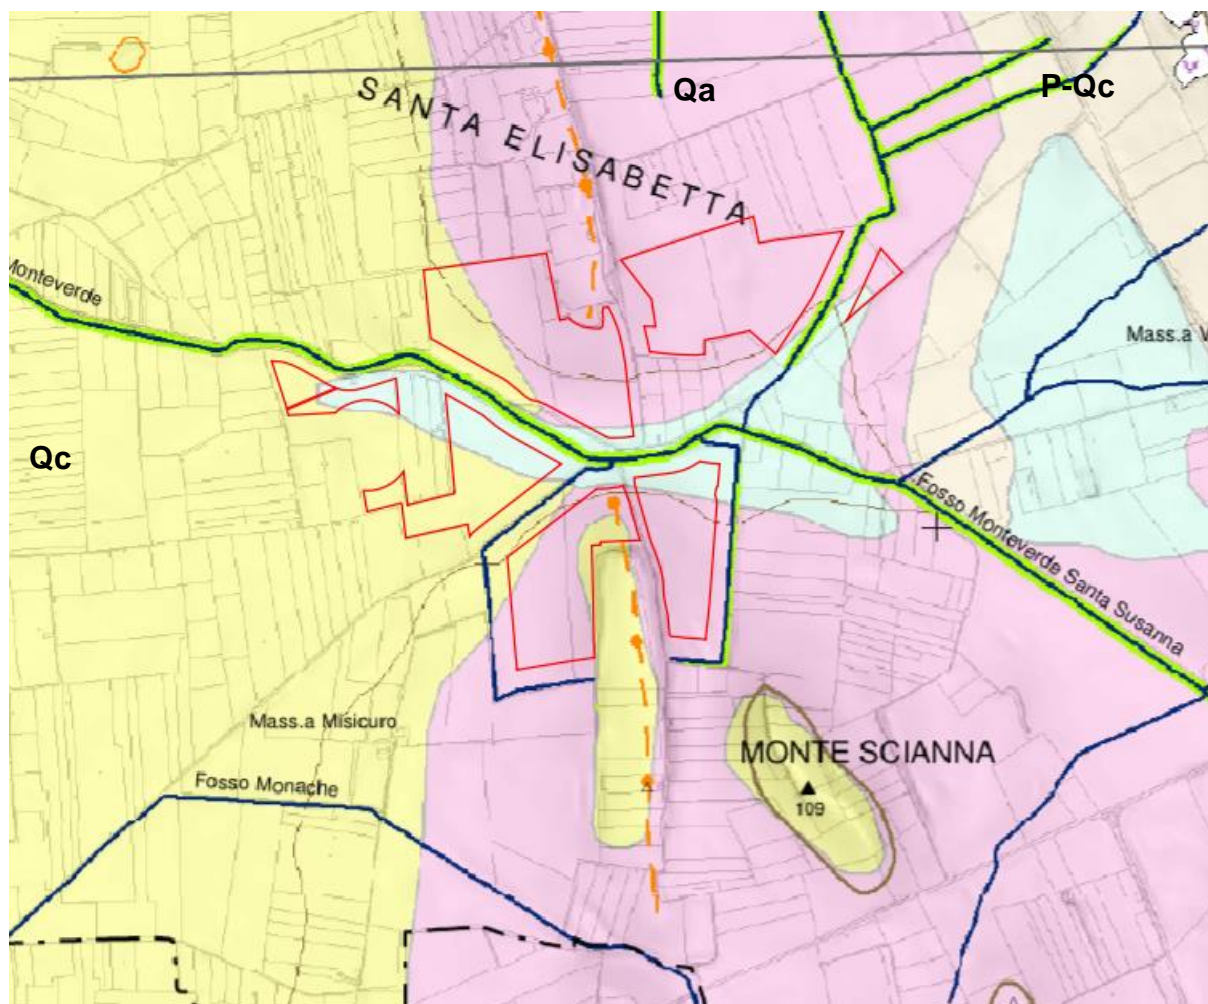 Qa
P-Qc
SANTA ELISABETTA
Monteverde
Mass.a
Qc
Fosso Monteverde Santa Susanna
Mass.a Misicuro
MONTE SCIANNA
Fosso Monache
109